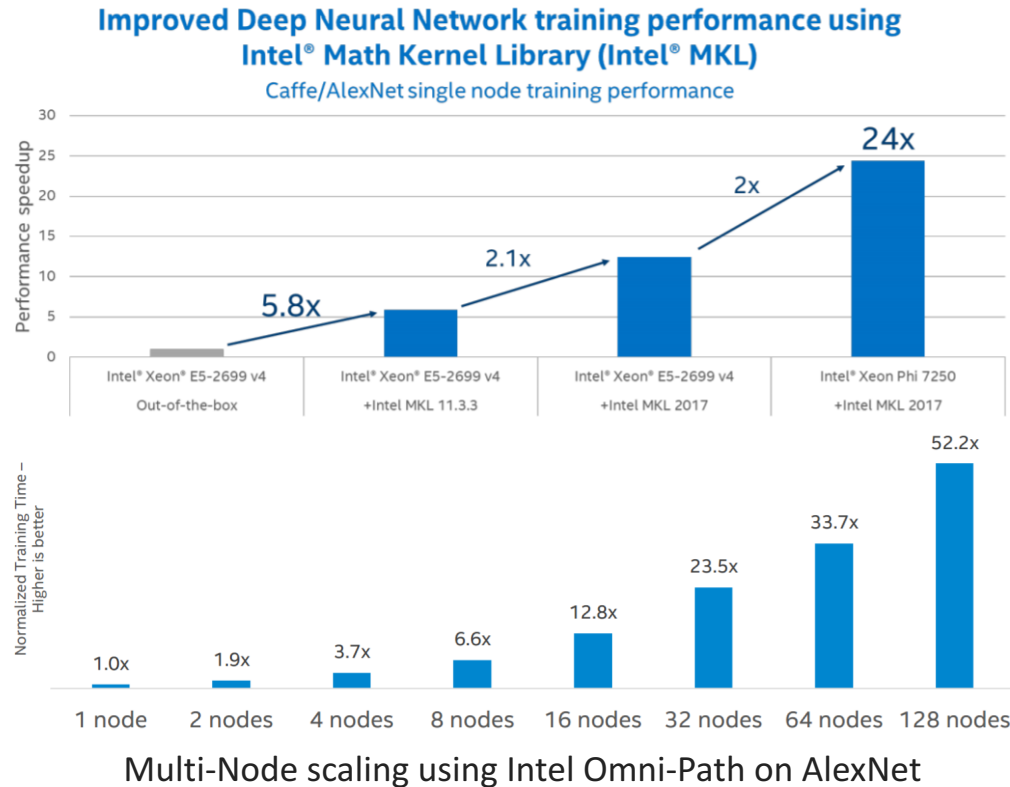 Improved Deep Neural Network training performance using
Intel® Math Kernel Library (Intel® MKL)
Caffe/AlexNet single node training performance
Performance speedup
30
25
20
15
10
5
0
5.8x
2.1x
2x
24x
Intel® Xeon® E5-2699 v4
Out-of-the-box
Intel® Xeon® E5-2699 v4
+Intel MKL 11.3.3
Intel® Xeon® E5-2699 v4
+Intel MKL 2017
Intel® Xeon Phi 7250
+Intel MKL 2017
Normalized Training Time –
Higher is better
1.0x
1.9x
3.7x
6.6x
12.8x
23.5x
33.7x
52.2x
1 node
2 nodes
4 nodes
8 nodes
16 nodes
32 nodes
64 nodes
128 nodes
Multi-Node scaling using Intel Omni-Path on AlexNet